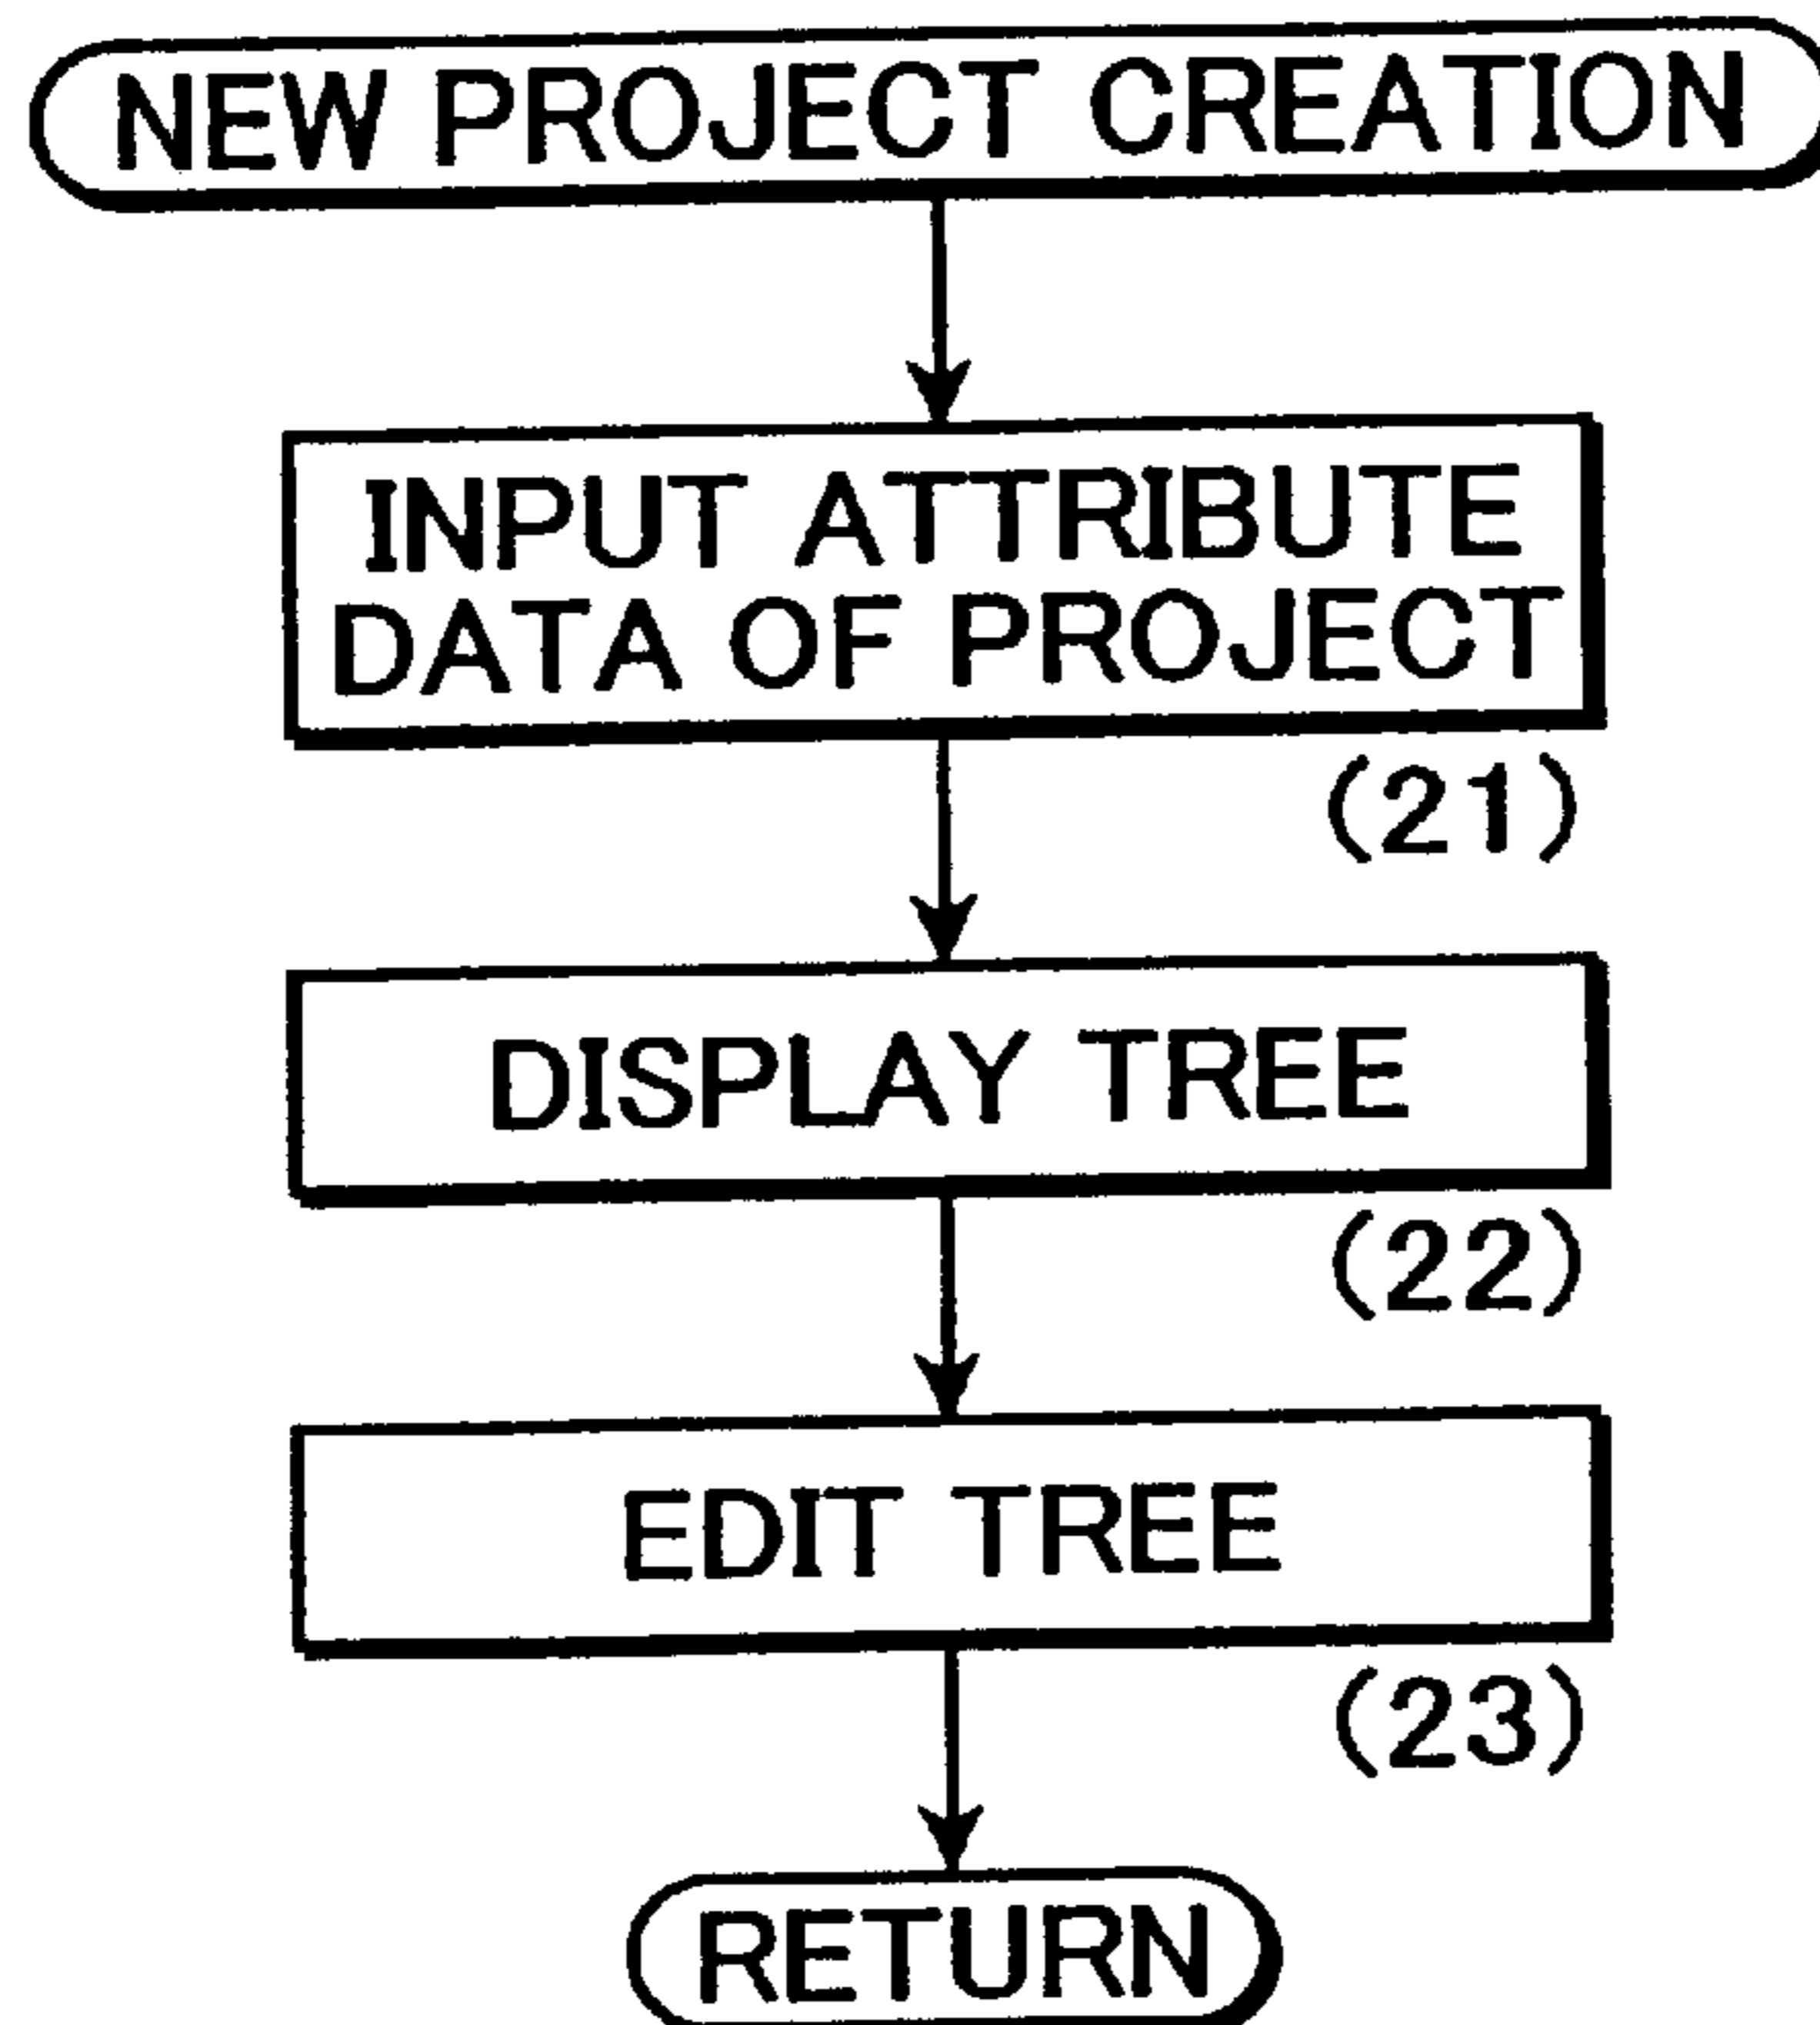 NEW PROJECT CREATION
INPUT ATTRIBUTE
DATA OF PROJECT
(21)
DISPLAY TREE
(22)
EDIT TREE
(23)
RETURN